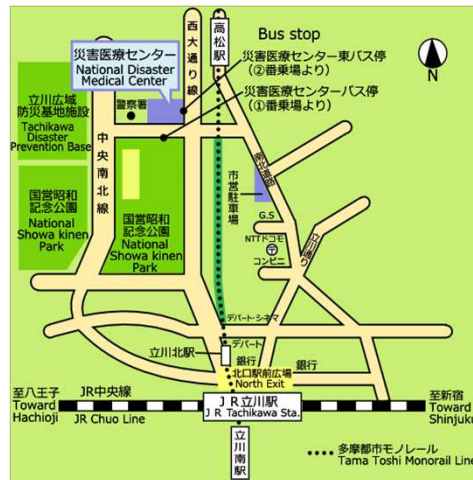 高松駅
西大通り線
Bus stop
災害医療センター
National Disaster
Medical Center
災害医療センター東バス停
(②番乗場より)
災害医療センターバス停
(①番乗場より)
N
警察署
立川広域
防災基地施設
Tachikawa
Disaster
Prevention Base
中央南北線
国営昭和
記念公園
National
Showa kinen
Park
国営昭和
記念公園
National
Showa Kinen
Park
市営駐車場
南北道路
G.S
NTTドコモ
コンビニ
立川通り
デパート・シネマ
デパート
立川北駅
銀行
銀行
北口駅前広場
North Exit
至八王子
Toward
Hachioji
JR中央線
JR Chuo Line
JR立川駅
JR Tachikawa Sta.
至新宿
Toward
Shinjuku
立川南駅
多摩都市モノレール
Tama Toshi Monorail Line